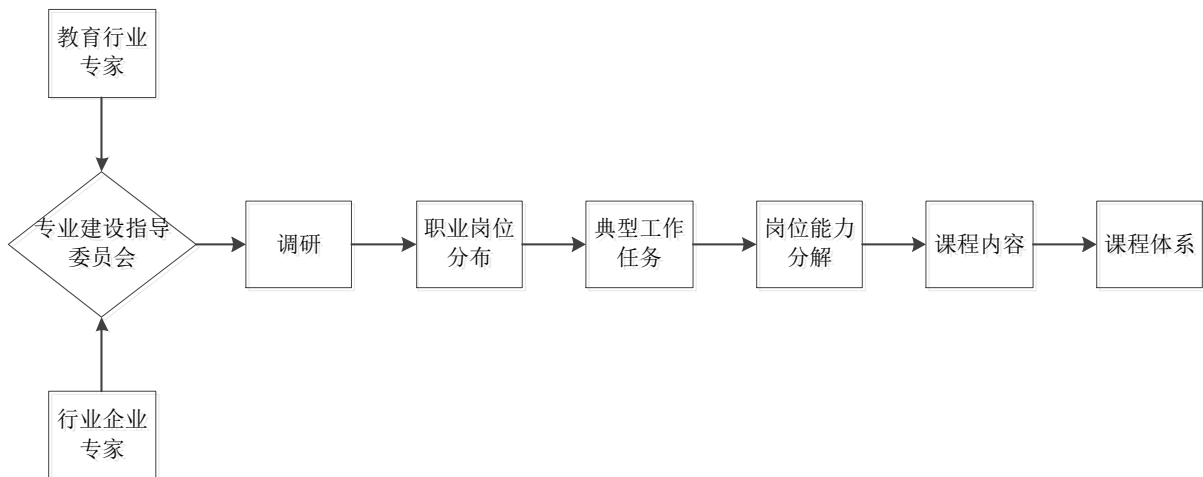 教育行业
专家
专业建设指导
委员会
调研
职业岗位
分布
典型工作
任务
岗位能力
分解
课程内容
课程体系
行业企业
专家